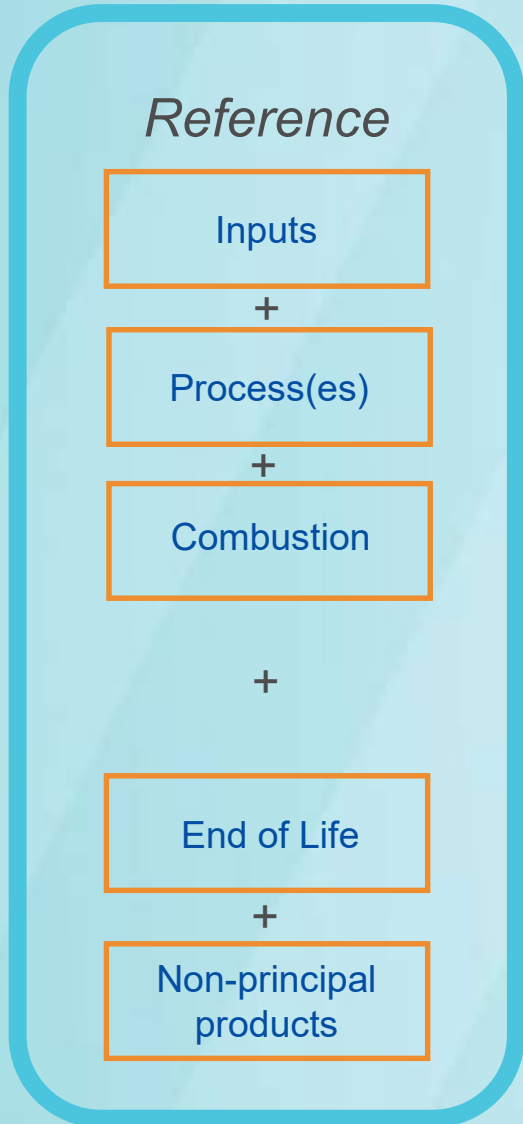 Reference
Inputs
+
Process(es)
+
Combustion
+
End of Life
+
Non-principal
products